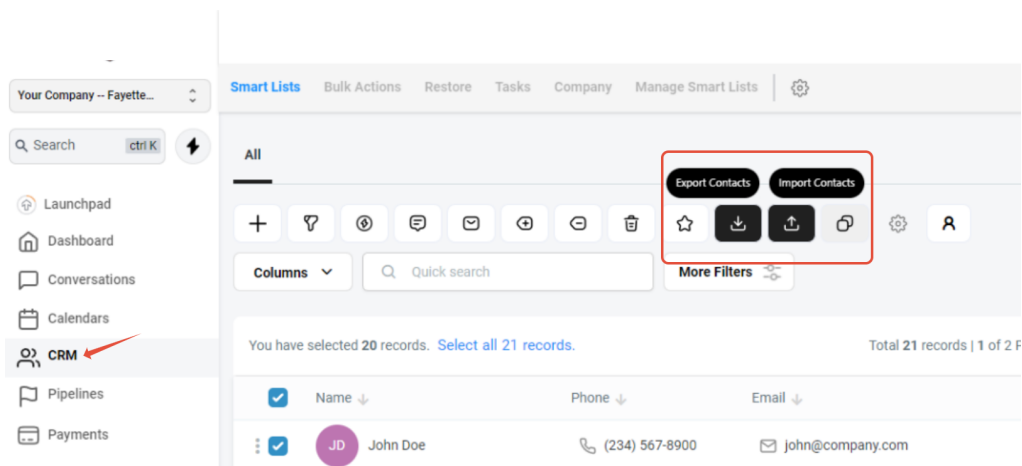 Your Company -- Fayette...
Search ctrl K
Launchpad
Dashboard
Conversations
Calendars
CRM
Pipelines
Payments
Smart Lists Bulk Actions Restore Tasks Company Manage Smart Lists
All
Export Contacts Import Contacts
Columns Quick search More Filters
You have selected 20 records. Select all 21 records. Total 21 records | 1 of 2 P
Name Phone Email
JD John Doe (234) 567-8900 john@company.com